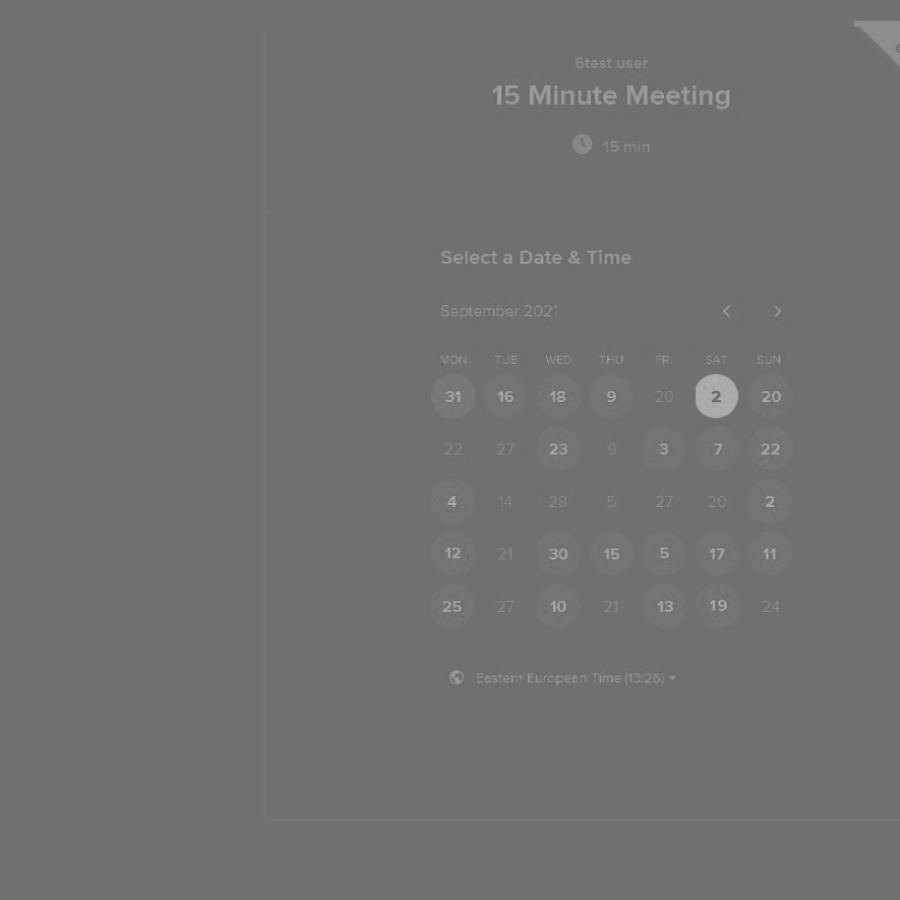 6test user
15 Minute Meeting
15 min
Select a Date & Time
September 2021
MON TUE WED THU FRI SAT SUN
31 16 18 9 20 2 20
22 27 23 9 3 7 22
4 14 28 5 27 20 2
12 21 30 15 5 17 11
25 27 10 21 13 19 24
Eastern European Time (13:26)